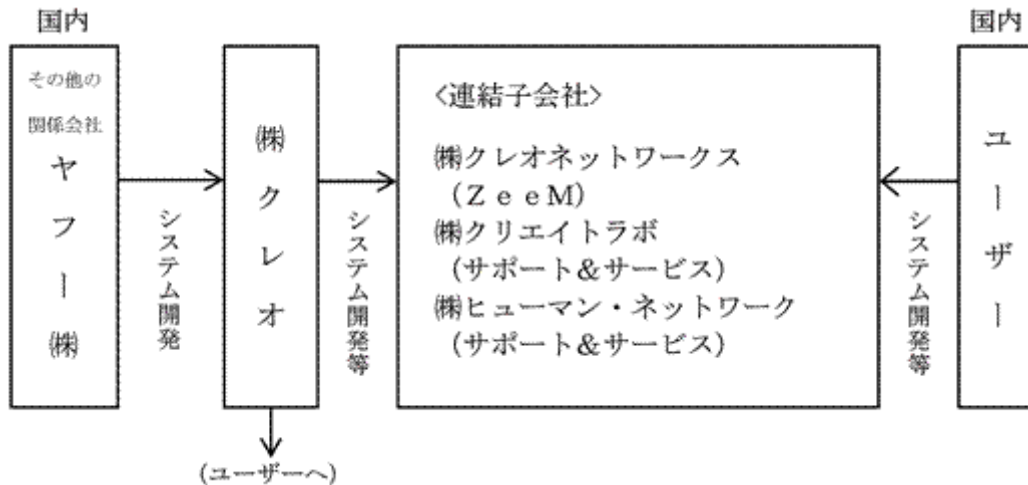 国内
その他の
関係会社
ヤフー㈱
システム開発
㈱クレオ
(ユーザーへ)
システム開発等
<連結子会社>
㈱クレオネットワークス
(ZeeM)
㈱クリエイトラボ
(サポート&サービス)
㈱ヒューマン・ネットワーク
(サポート&サービス)
システム開発等
国内
ユーザー